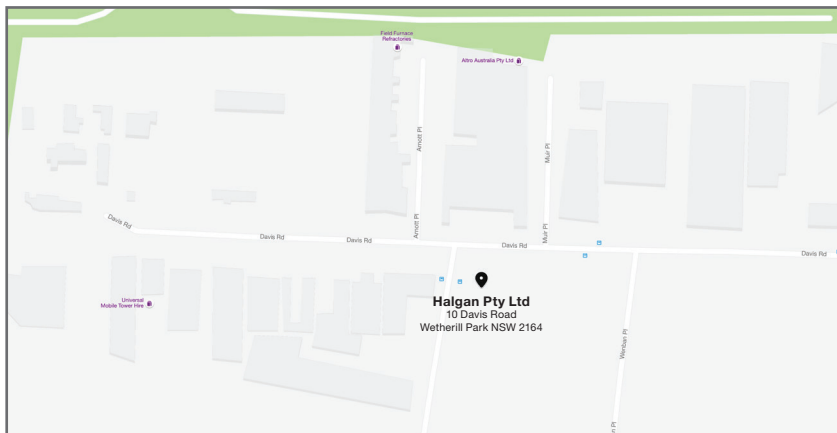 Field Furnace
Refractories
Altro Australia Pty Ltd
Arnott Pl
Muir Pl
Arnott Pl
Muir Pl
Davis Rd
Davis Rd
Davis Rd
Davis Rd
Davis Rd
Universal
Mobile Tower Hire
Halgan Pty Ltd
10 Davis Road
Wetherill Park NSW 2164
Wenban Pl
n Pl